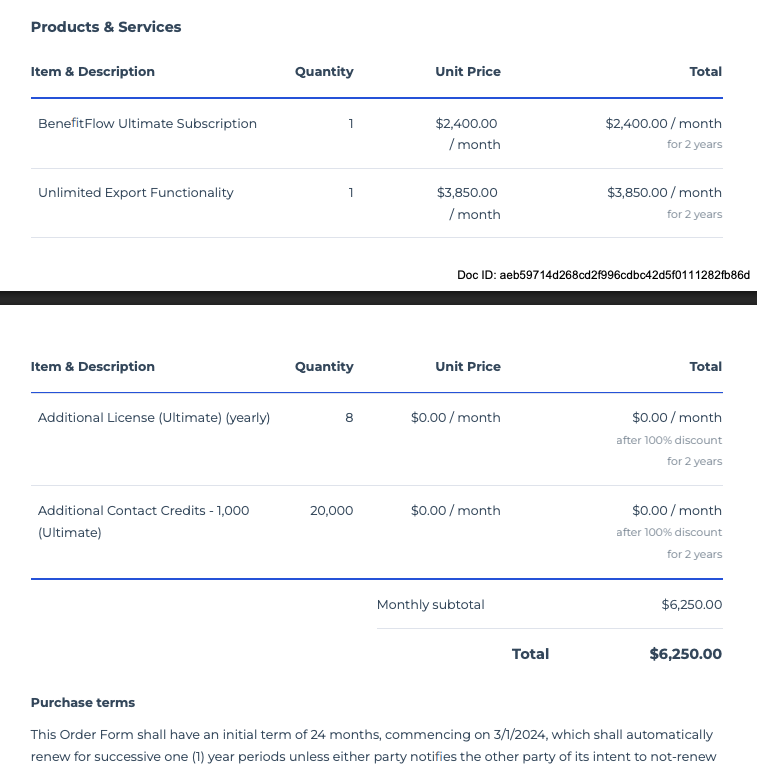 Products & Services
Item & Description Quantity Unit Price Total
BenefitFlow Ultimate Subscription 1 $2,400.00 $2,400.00 / month
/ month for 2 years
Unlimited Export Functionality 1 $3,850.00 $3,850.00 / month
/ month for 2 years
Doc ID: aeb59714d268cd2f996cdbc42d5f0111282fb86d
Item & Description Quantity Unit Price Total
Additional License (Ultimate) (yearly) 8 $0.00 / month $0.00 / month
after 100% discount
for 2 years
Additional Contact Credits - 1,000 20,000 $0.00 / month $0.00 / month
(Ultimate) after 100% discount
for 2 years
Monthly subtotal $6,250.00
Total $6,250.00
Purchase terms
This Order Form shall have an initial term of 24 months, commencing on 3/1/2024, which shall automatically
renew for successive one (1) year periods unless either party notifies the other party of its intent to not-renew